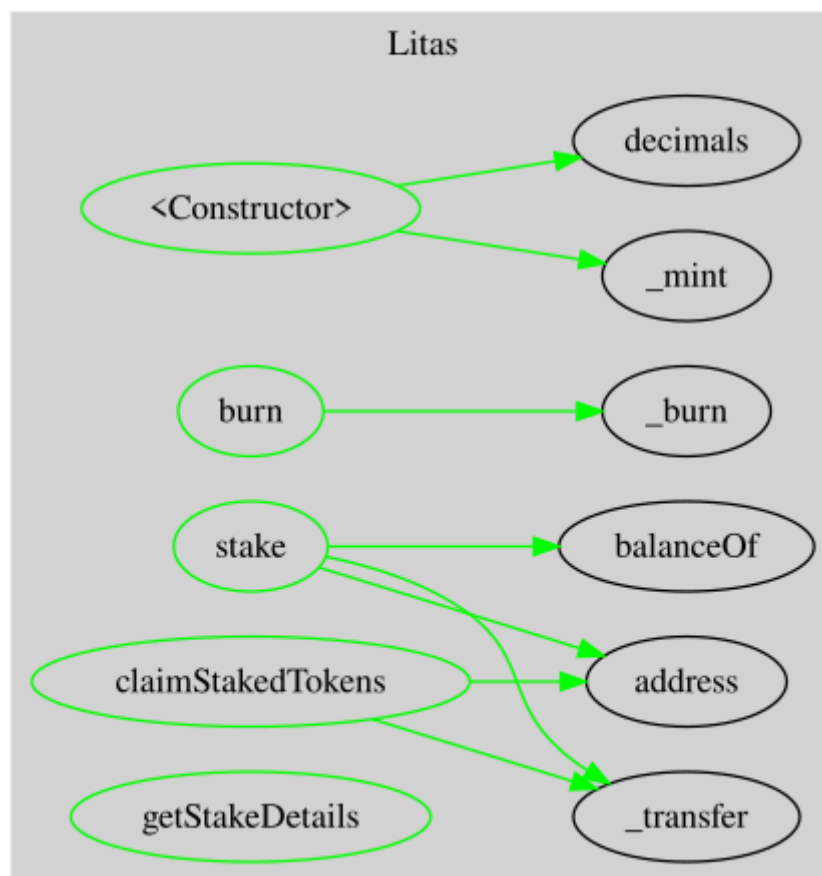 Litas
decimals
<Constructor>
_mint
burn
_burn
stake
balanceOf
claimStakedTokens
address
getStakeDetails
_transfer